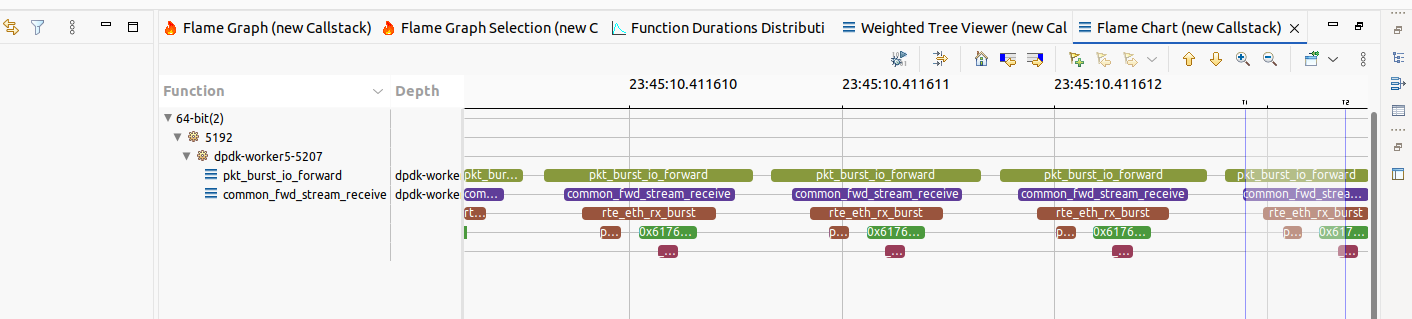 Flame Graph (new Callstack) Flame Graph Selection (new C Function Durations Distributi Weighted Tree Viewer (new Cal Flame Chart (new Callstack)
Function Depth 23:45:10.411610 23:45:10.411611 23:45:10.411612
T1 T2
64-bit(2)
5192
dpdk-worker5-5207
pkt_burst_io_forward dpdk-worke pkt_bur... pkt_burst_io_forward pkt_burst_io_forward pkt_burst_io_forward pkt_burst_io_forward
common_fwd_stream_receive dpdk-worke com... common_fwd_stream_receive common_fwd_stream_receive common_fwd_stream_receive common_fwd_strea...
rt... rte_eth_rx_burst rte_eth_rx_burst rte_eth_rx_burst rte_eth_rx_burst
p... 0x6176... p... 0x6176... p... 0x6176... p... 0x617...
_... _... _... _...